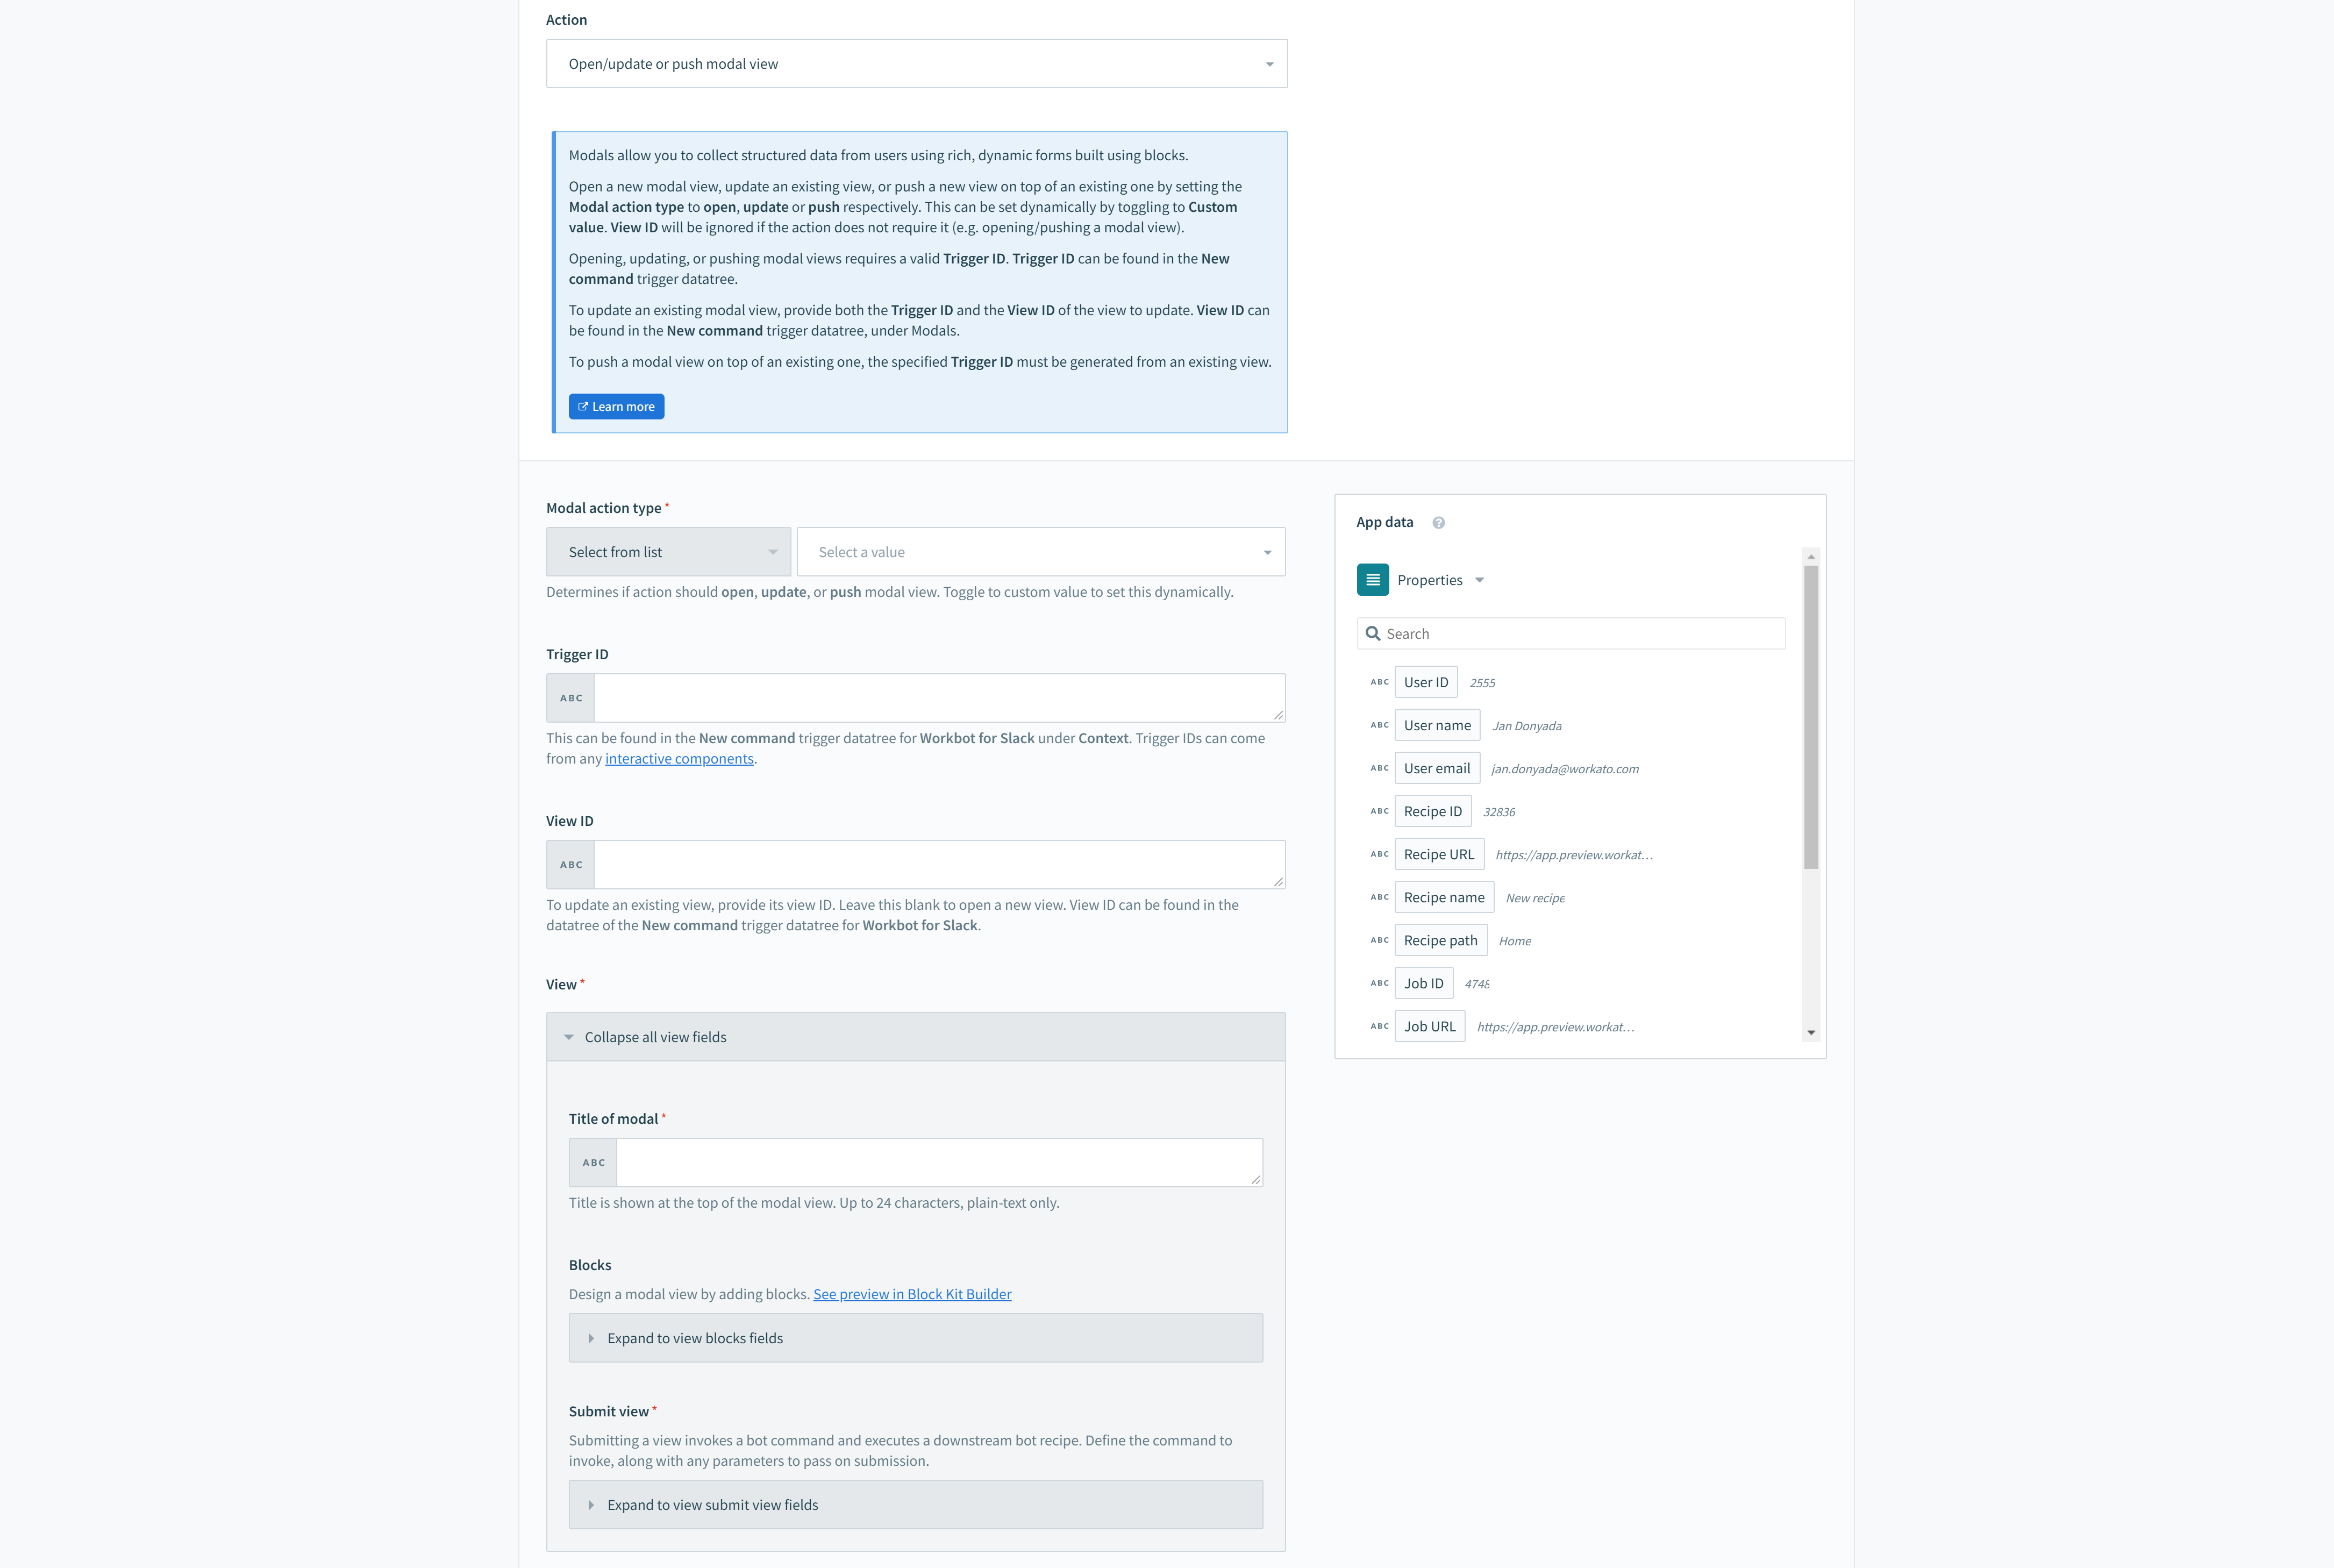 Action
Open/update or push modal view
Modals allow you to collect structured data from users using rich, dynamic forms built using blocks.
Open a new modal view, update an existing view, or push a new view on top of an existing one by setting the
Modal action type to open, update or push respectively. This can be set dynamically by toggling to Custom
value. View ID will be ignored if the action does not require it (e.g. opening/pushing a modal view).
Opening, updating, or pushing modal views requires a valid Trigger ID. Trigger ID can be found in the New
command trigger datatree.
To update an existing modal view, provide both the Trigger ID and the View ID of the view to update. View ID can
be found in the New command trigger datatree, under Modals.
To push a modal view on top of an existing one, the specified Trigger ID must be generated from an existing view.
Learn more
Modal action type *
Select from list
Select a value
Determines if action should open, update, or push modal view. Toggle to custom value to set this dynamically.
Trigger ID
ABC
This can be found in the New command trigger datatree for Workbot for Slack under Context. Trigger IDs can come
from any interactive components.
View ID
ABC
To update an existing view, provide its view ID. Leave this blank to open a new view. View ID can be found in the
datatree of the New command trigger datatree for Workbot for Slack.
View *
Collapse all view fields
Title of modal *
ABC
Title is shown at the top of the modal view. Up to 24 characters, plain-text only.
Blocks
Design a modal view by adding blocks. See preview in Block Kit Builder
Expand to view blocks fields
Submit view *
Submitting a view invokes a bot command and executes a downstream bot recipe. Define the command to
invoke, along with any parameters to pass on submission.
Expand to view submit view fields
App data ?
Properties
Search
ABC User ID 2555
ABC User name Jan Donyada
ABC User email jan.donyada@workato.com
ABC Recipe ID 32836
ABC Recipe URL https://app.preview.workat...
ABC Recipe name New recipe
ABC Recipe path Home
ABC Job ID 4748
ABC Job URL https://app.preview.workat...